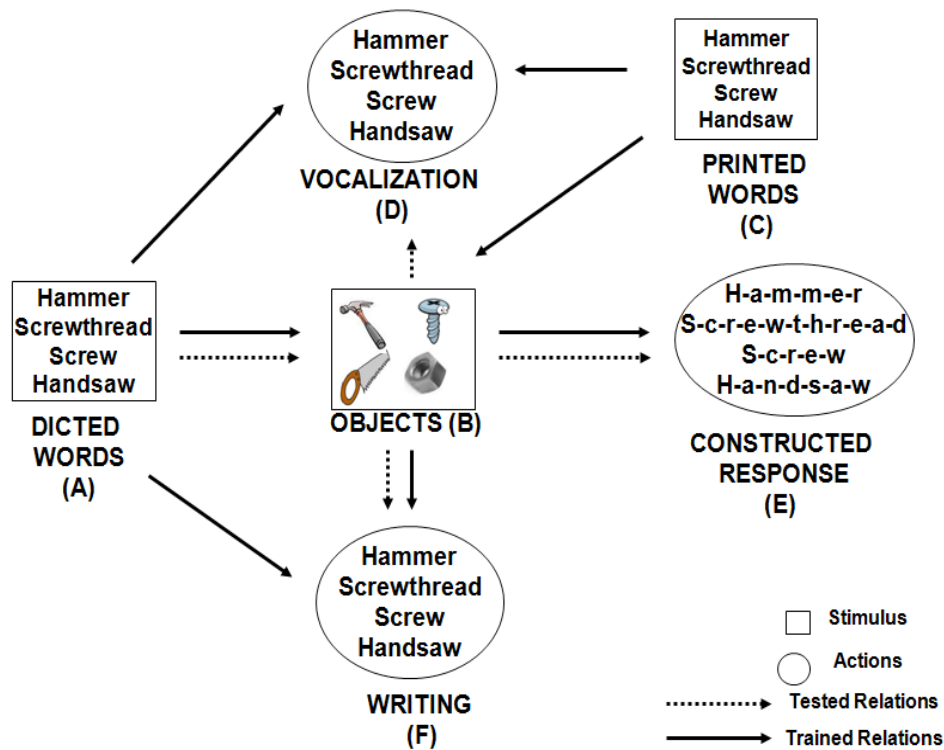 Hammer
Screwthread
Screw
Handsaw
VOCALIZATION
(D)
Hammer
Screwthread
Screw
Handsaw
PRINTED
WORDS
(C)
Hammer
Screwthread
Screw
Handsaw
DICTED
WORDS
(A)
OBJECTS (B)
H-a-m-m-e-r
S-c-r-e-w-t-h-r-e-a-d
S-c-r-e-w
H-a-n-d-s-a-w
CONSTRUCTED
RESPONSE
(E)
Hammer
Screwthread
Screw
Handsaw
WRITING
(F)
Stimulus
Actions
Tested Relations
Trained Relations